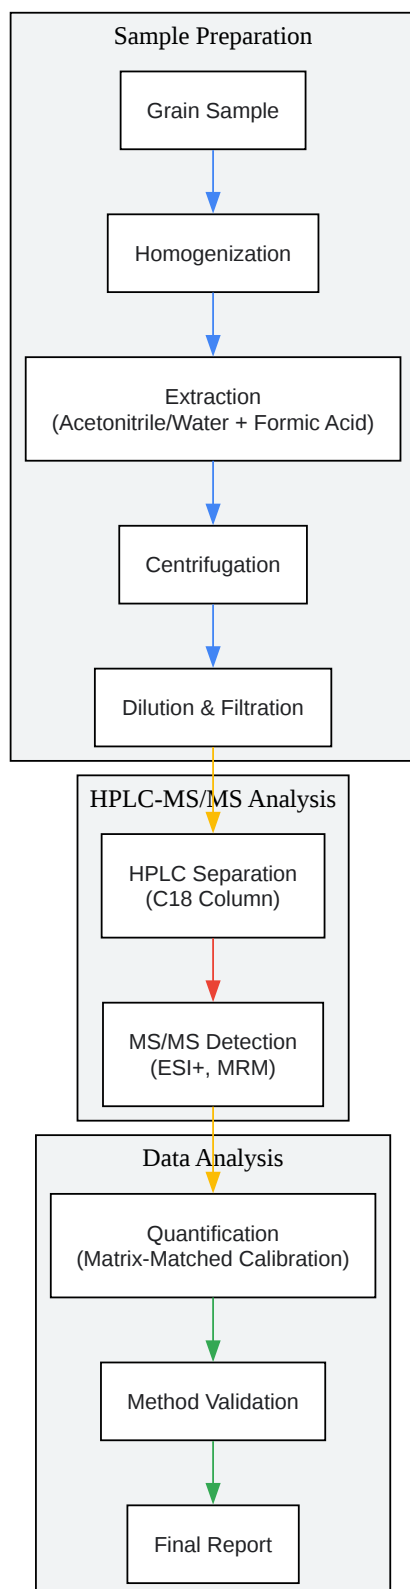 Sample Preparation
Grain Sample
Homogenization
Extraction
(Acetonitrile/Water + Formic Acid)
Centrifugation
Dilution & Filtration
HPLC-MS/MS Analysis
HPLC Separation
(C18 Column)
MS/MS Detection
(ESI+, MRM)
Data Analysis
Quantification
(Matrix-Matched Calibration)
Method Validation
Final Report